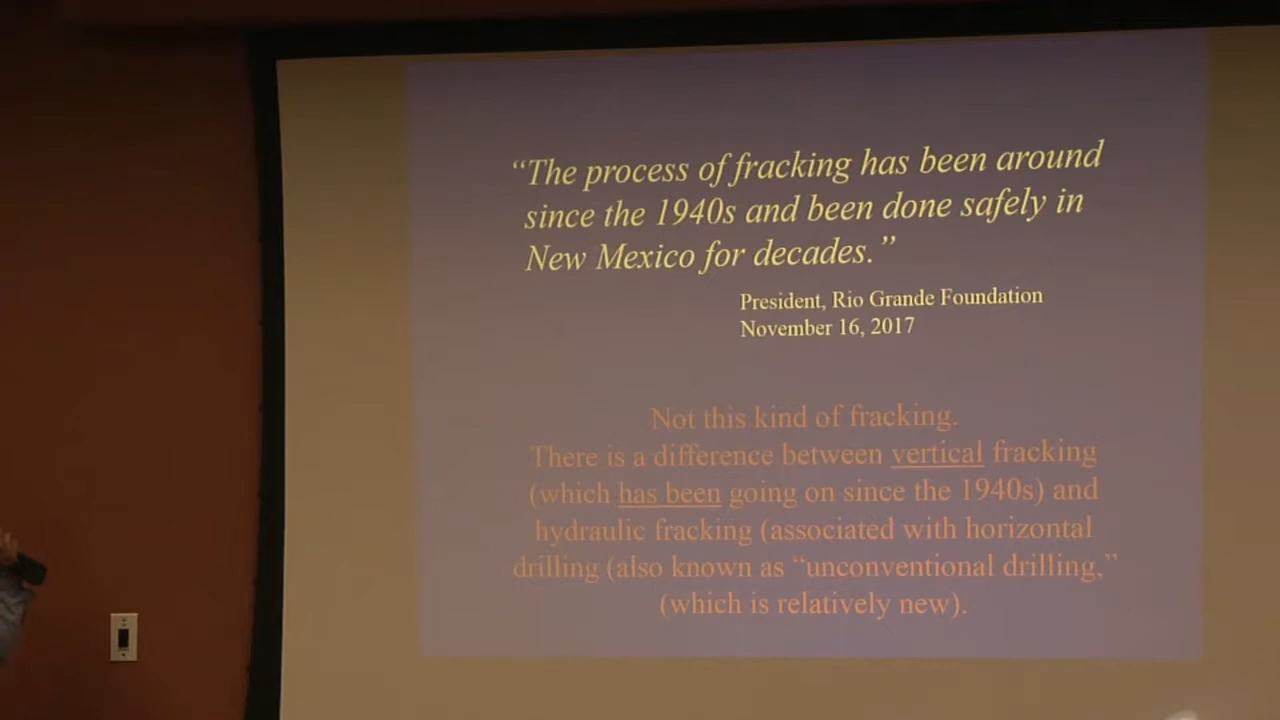 “The process of fracking has been around
since the 1940s and been done safely in
New Mexico for decades.”
President, Rio Grande Foundation
November 16, 2017
Not this kind of fracking.
There is a difference between vertical fracking
(which has been going on since the 1940s) and
hydraulic fracking (associated with horizontal
drilling (also known as “unconventional drilling,”
(which is relatively new).